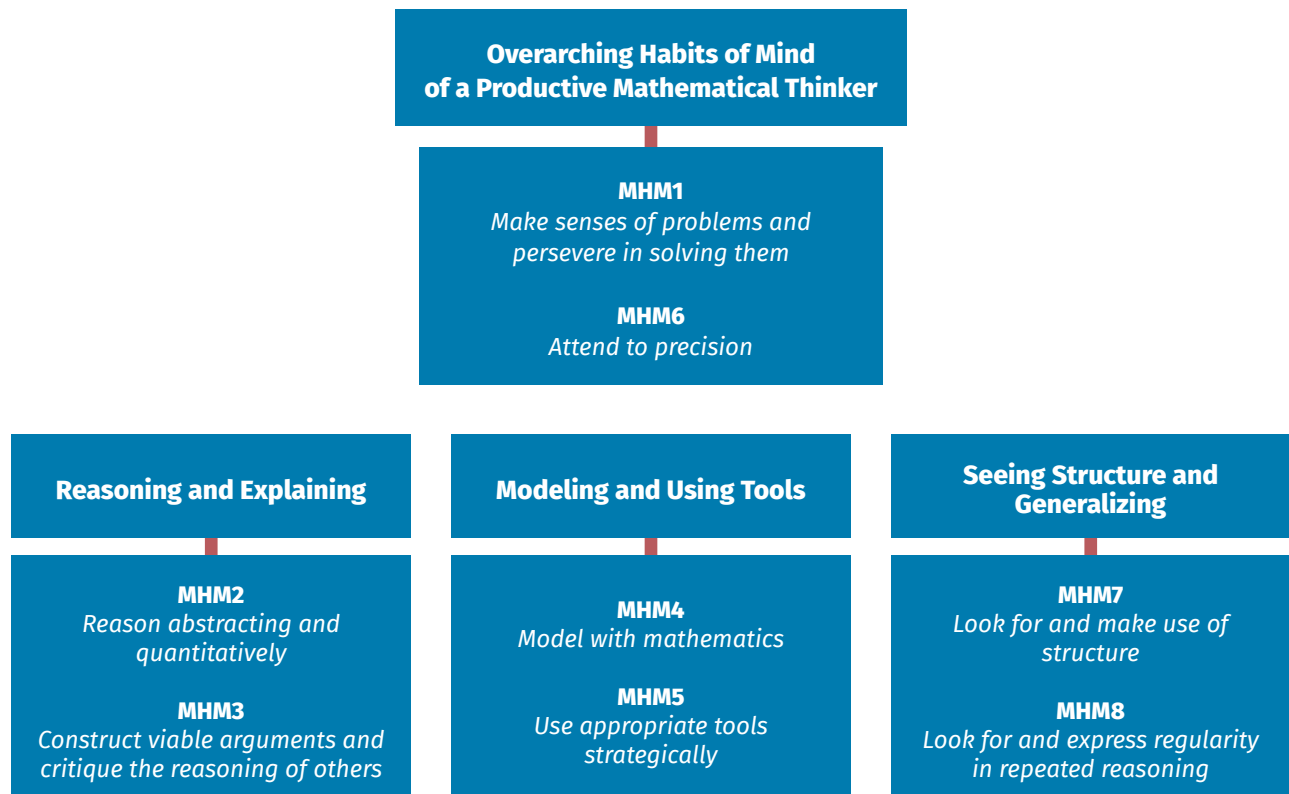 Overarching Habits of Mind
of a Productive Mathematical Thinker
MHM1
Make senses of problems and
persevere in solving them
MHM6
Attend to precision
Reasoning and Explaining
MHM2
Reason abstracting and
quantitatively
MHM3
Construct viable arguments and
critique the reasoning of others
Modeling and Using Tools
MHM4
Model with mathematics
MHM5
Use appropriate tools
strategically
Seeing Structure and
Generalizing
MHM7
Look for and make use of
structure
MHM8
Look for and express regularity
in repeated reasoning